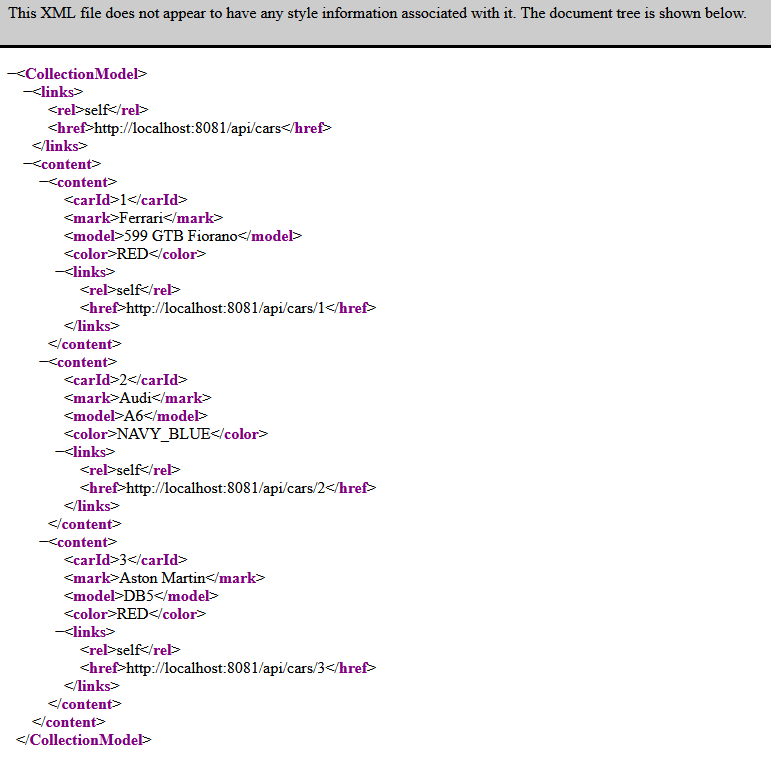 This XML file does not appear to have any style information associated with it. The document tree is shown below.
−<CollectionModel>
−<links>
<rel>self</rel>
<href>http://localhost:8081/api/cars</href>
</links>
−<content>
−<content>
<carId>1</carId>
<mark>Ferrari</mark>
<model>599 GTB Fiorano</model>
<color>RED</color>
−<links>
<rel>self</rel>
<href>http://localhost:8081/api/cars/1</href>
</links>
</content>
−<content>
<carId>2</carId>
<mark>Audi</mark>
<model>A6</model>
<color>NAVY_BLUE</color>
−<links>
<rel>self</rel>
<href>http://localhost:8081/api/cars/2</href>
</links>
</content>
−<content>
<carId>3</carId>
<mark>Aston Martin</mark>
<model>DB5</model>
<color>RED</color>
−<links>
<rel>self</rel>
<href>http://localhost:8081/api/cars/3</href>
</links>
</content>
</content>
</CollectionModel>